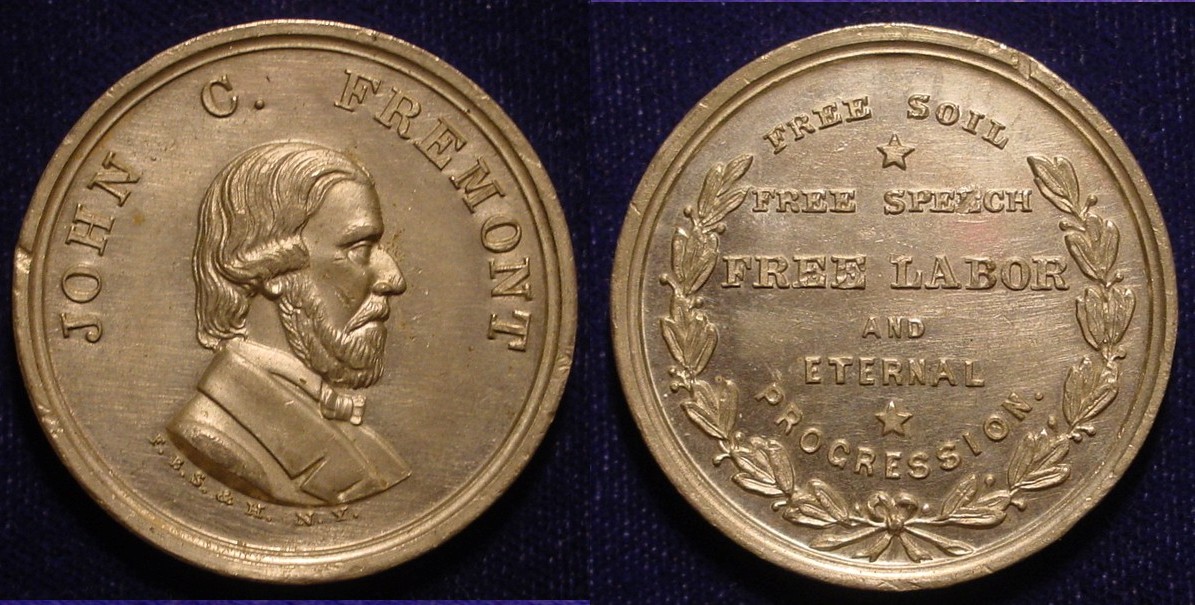 JOHN C. FREMONT
F. B. S. & H. N. Y.
FREE SOIL
FREE SPEECH
FREE LABOR
AND
ETERNAL
PROGRESSION.